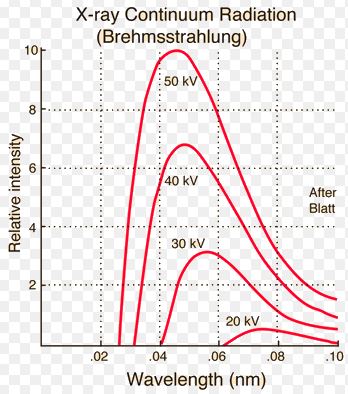 X-ray Continuum Radiation
(Brehmsstrahlung)
10
50 kV
8
6
40 kV
After
Blatt
Relative intensity
4
30 kV
2
20 kV
.02 .04 .06 .08 .10
Wavelength (nm)